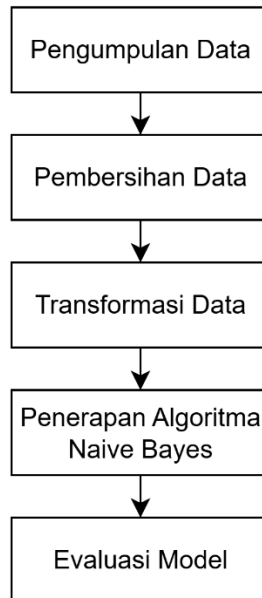 Pengumpulan Data
Pembersihan Data
Transformasi Data
Penerapan Algoritma
Naive Bayes
Evaluasi Model